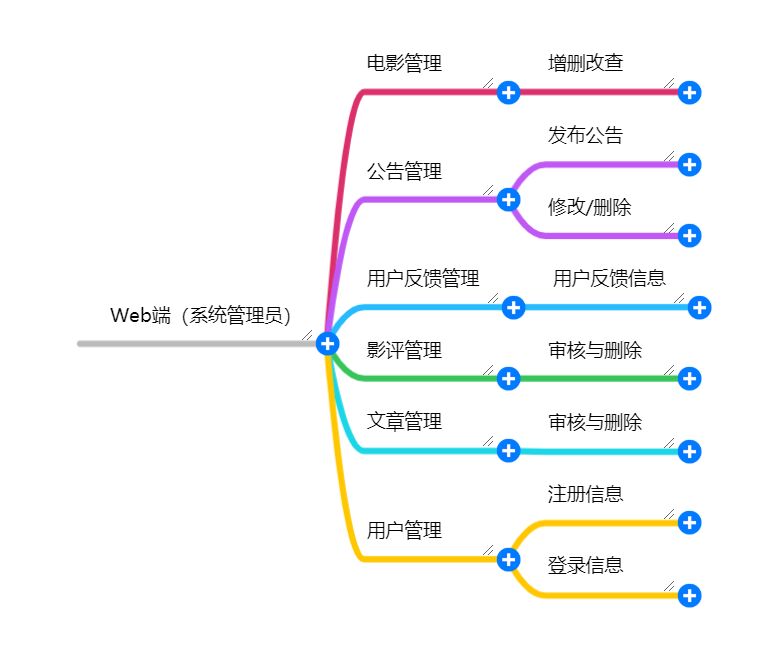 电影管理
增删改查
发布公告
公告管理
修改/删除
用户反馈管理
用户反馈信息
Web端（系统管理员）
影评管理
审核与删除
文章管理
审核与删除
注册信息
用户管理
登录信息